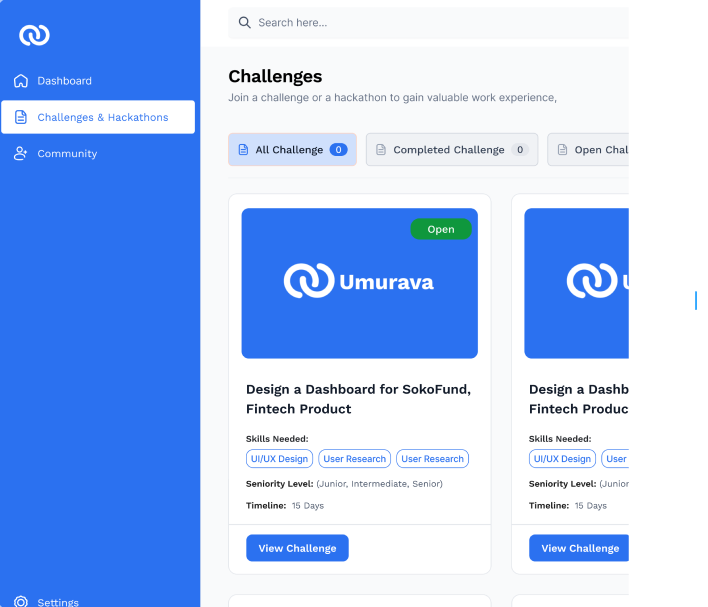 Search here...
Dashboard
Challenges & Hackathons
Community
Settings
Challenges
Join a challenge or a hackathon to gain valuable work experience,
All Challenge 0
Completed Challenge 0
Open Chal
Open
Umurava
Design a Dashboard for SokoFund,
Fintech Product
Skills Needed:
UI/UX Design User Research User Research
Seniority Level: (Junior, Intermediate, Senior)
Timeline: 15 Days
View Challenge
Design a Dashb
Fintech Produc
Skills Needed:
UI/UX Design User
Seniority Level: (Junior
Timeline: 15 Days
View Challenge